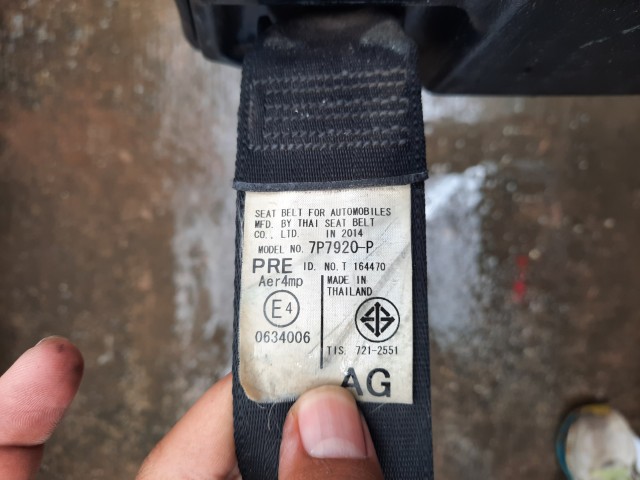 SEAT BELT FOR AUTOMOBILES
MFD. BY THAI SEAT BELT
CO., LTD. IN 2014
MODEL NO. 7P7920-P
PRE I D. NO. T 164470
Aer4mp
MADE IN
THAILAND
E4
0634006
TIS. 721-2551
AG